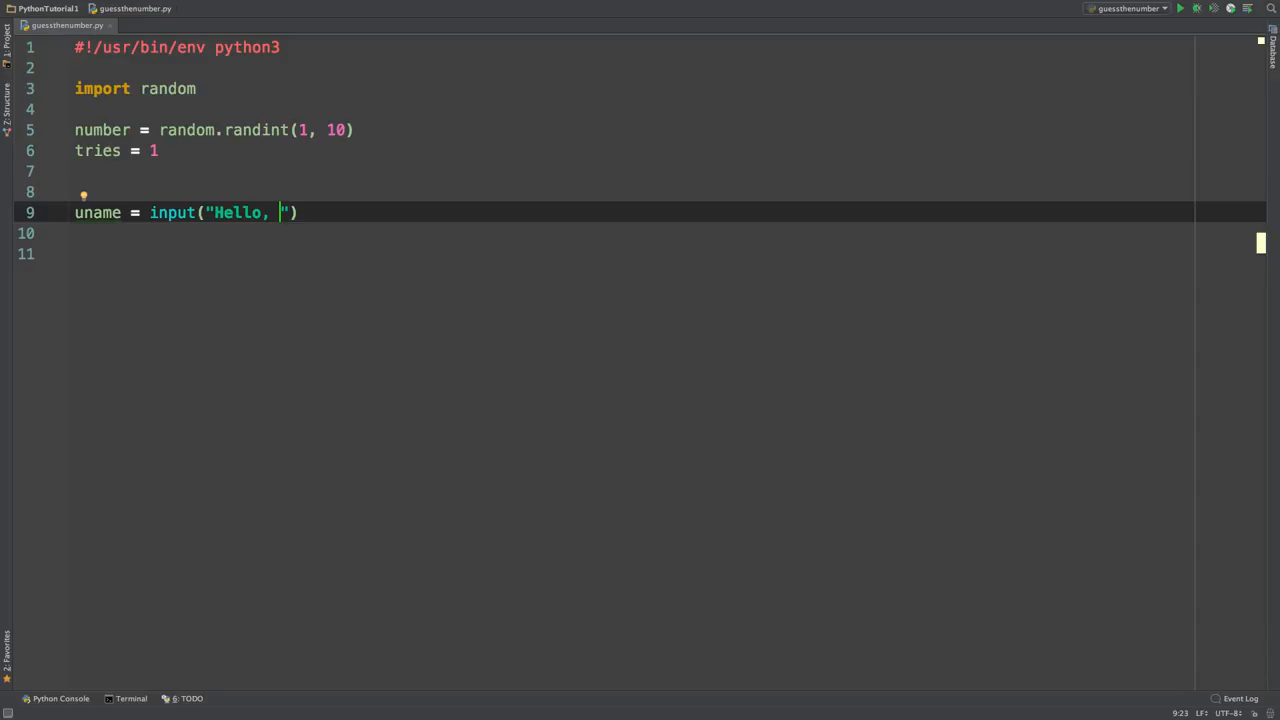 PythonTutorial1 guessthenumber.py guessthenumber
guessthenumber.py
1: Project
Database
Z: Structure
1 #!/usr/bin/env python3
2
3 import random
4
5 number = random.randint(1, 10)
6 tries = 1
7
8
9 uname = input("Hello, ")
10
11
2: Favorites
Python Console Terminal 6: TODO Event Log
9:23 LF÷ UTF-8÷